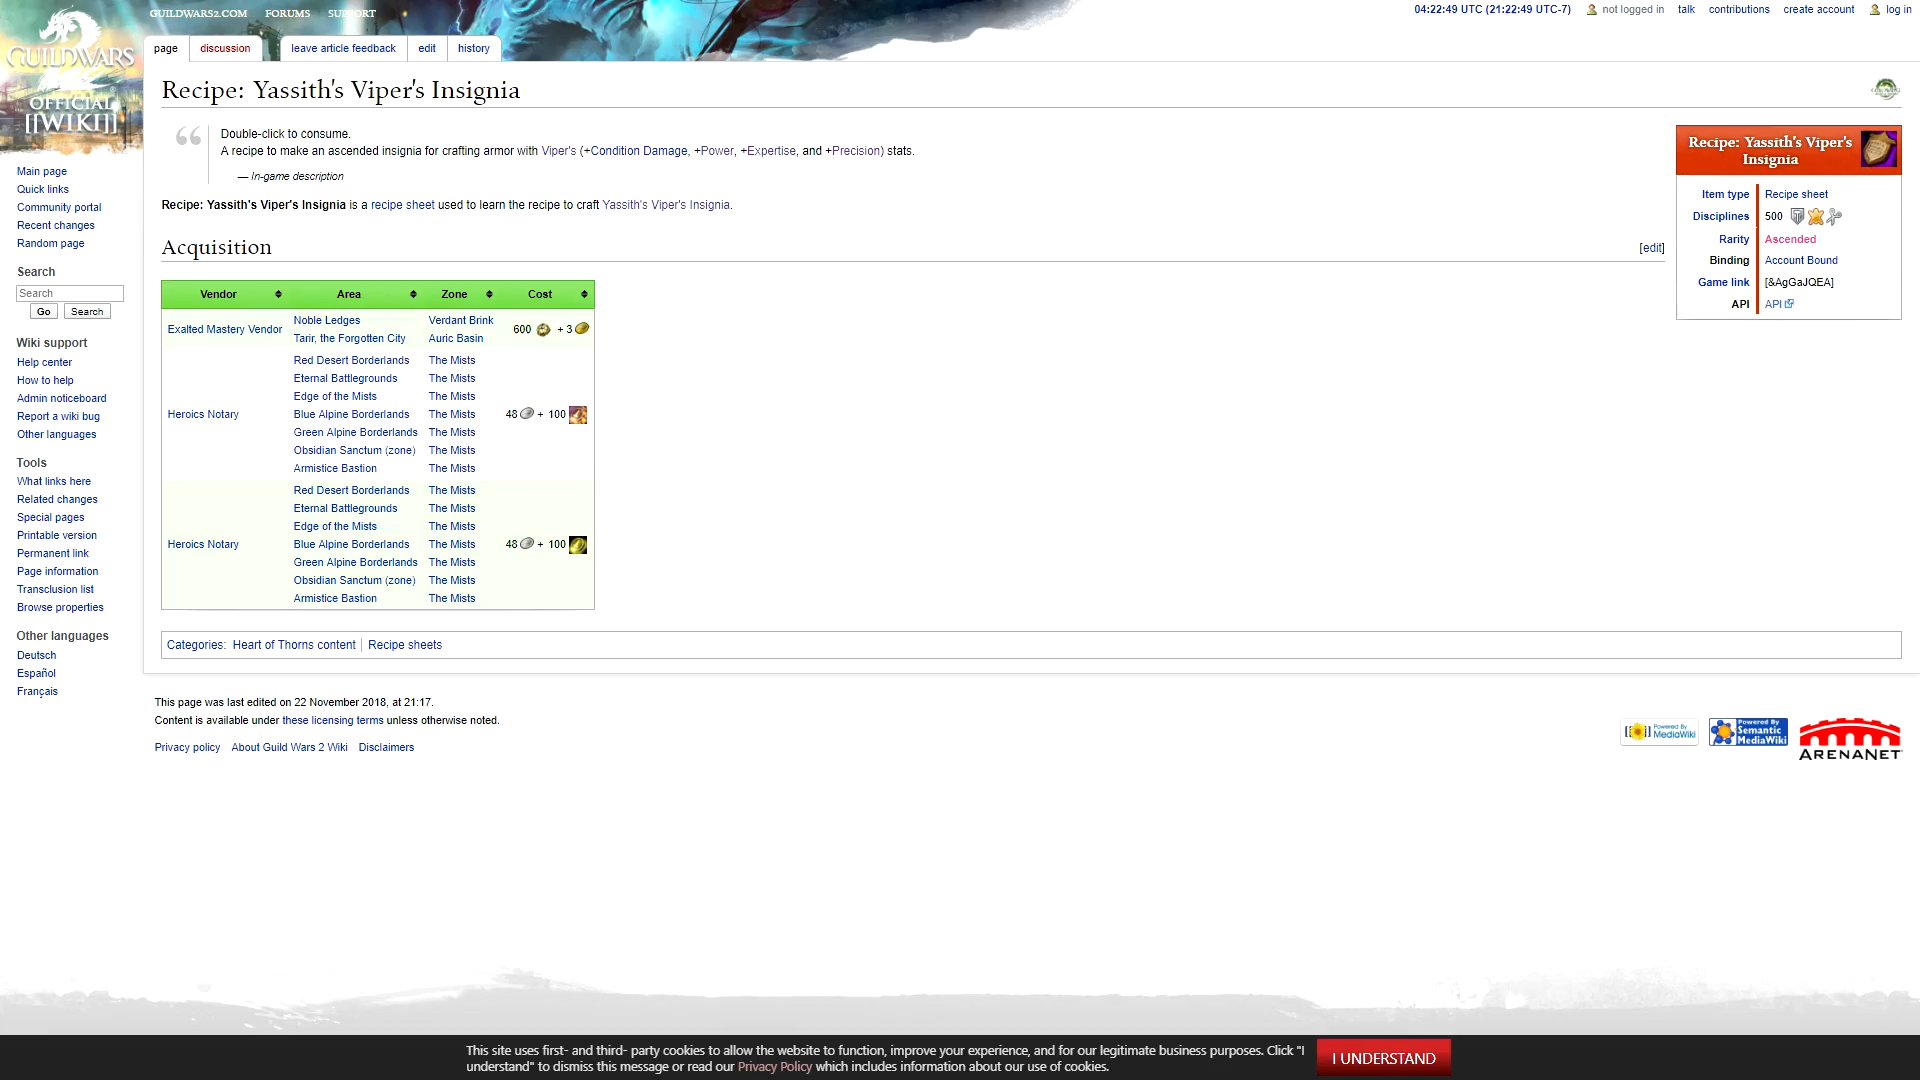 GUILDWARS2.COM FORUMS SUPPORT
04:22:49 UTC (21:22:49 UTC-7) not logged in talk contributions create account log in
GUILDWARS
OFFICIAL
[[WIKI]]
page discussion leave article feedback edit history
Recipe: Yassith's Viper's Insignia
Double-click to consume.
A recipe to make an ascended insignia for crafting armor with Viper's (+Condition Damage, +Power, +Expertise, and +Precision) stats.
— In-game description
Recipe: Yassith's Viper's Insignia is a recipe sheet used to learn the recipe to craft Yassith's Viper's Insignia.
Recipe: Yassith's Viper's
Insignia
Item type Recipe sheet
Disciplines 500
Rarity Ascended
Binding Account Bound
Game link [&AgGaJQEA]
API API
Acquisition [edit]
Vendor Area Zone Cost
Exalted Mastery Vendor
Noble Ledges Verdant Brink
Tarir, the Forgotten City Auric Basin
600 + 3
Heroics Notary
Red Desert Borderlands The Mists
Eternal Battlegrounds The Mists
Edge of the Mists The Mists
Blue Alpine Borderlands The Mists
Green Alpine Borderlands The Mists
Obsidian Sanctum (zone) The Mists
Armistice Bastion The Mists
48 + 100
Heroics Notary
Red Desert Borderlands The Mists
Eternal Battlegrounds The Mists
Edge of the Mists The Mists
Blue Alpine Borderlands The Mists
Green Alpine Borderlands The Mists
Obsidian Sanctum (zone) The Mists
Armistice Bastion The Mists
48 + 100
Categories: Heart of Thorns content Recipe sheets
Main page
Quick links
Community portal
Recent changes
Random page
Search
Search
Go Search
Wiki support
Help center
How to help
Admin noticeboard
Report a wiki bug
Other languages
Tools
What links here
Related changes
Special pages
Printable version
Permanent link
Page information
Transclusion list
Browse properties
Other languages
Deutsch
Español
Français
This page was last edited on 22 November 2018, at 21:17.
Content is available under these licensing terms unless otherwise noted.
Privacy policy About Guild Wars 2 Wiki Disclaimers
Powered By
MediaWiki
Powered By
Semantic
MediaWiki
ARENANET
This site uses first- and third- party cookies to allow the website to function, improve your experience, and for our legitimate business purposes. Click "I
understand" to dismiss this message or read our Privacy Policy which includes information about our use of cookies.
I UNDERSTAND